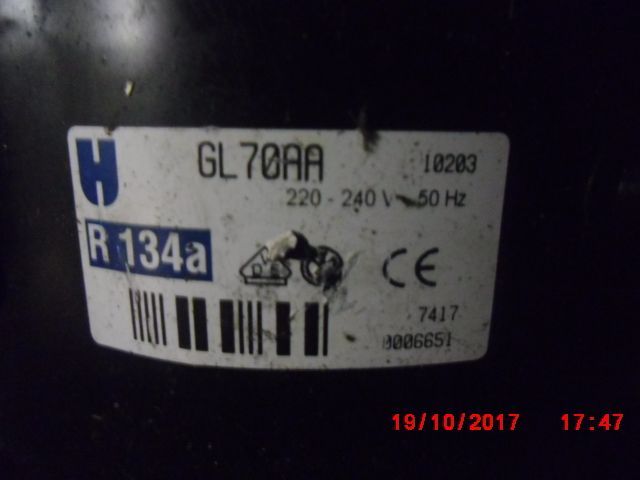 GL70AA 10203
220 - 240 V 50 Hz
R 134a
CE
7417
0006651
19/10/2017 17:47